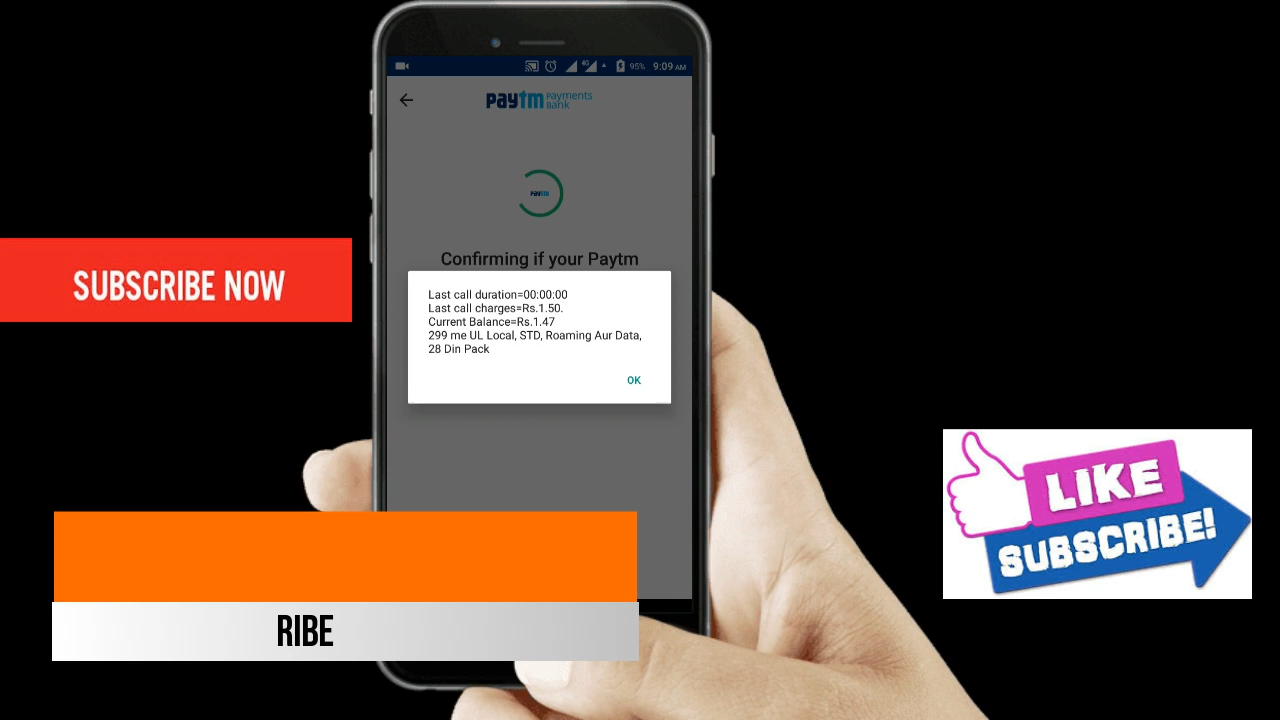 4G
95%
9:09 AM
Paytm Payments
Bank
Paytm
Confirming if your Paytm
Last call duration=00:00:00
Last call charges=Rs.1.50.
Current Balance=Rs.1.47
299 me UL Local, STD, Roaming Aur Data,
28 Din Pack
OK
SUBSCRIBE NOW
LIKE
SUBSCRIBE!
RIBE